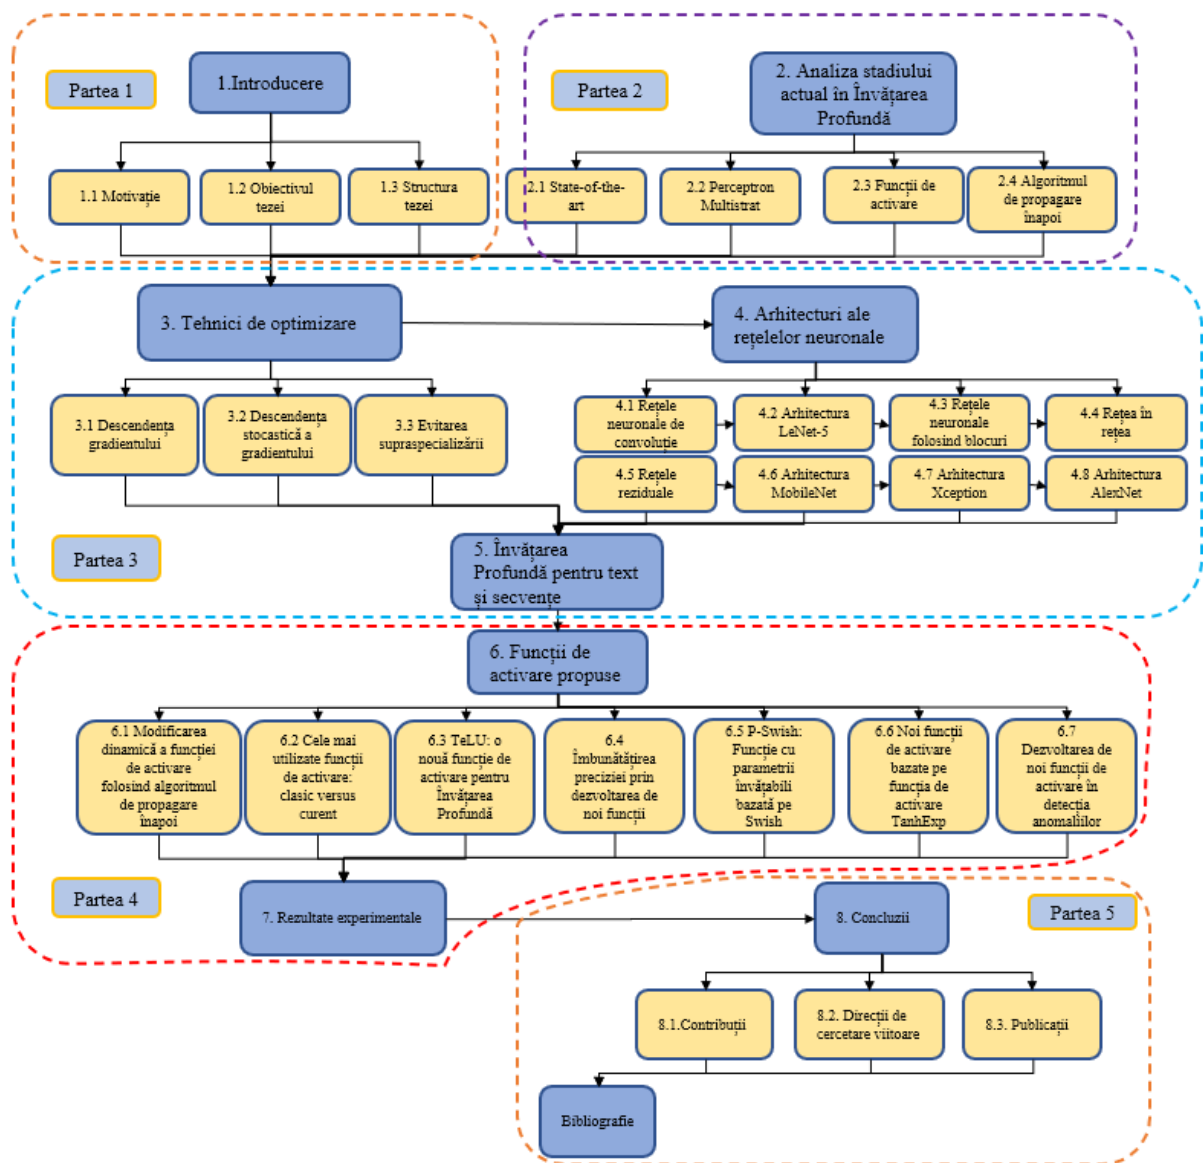 Partea 1
1.Introducere
1.1 Motivație
1.2 Obiectivul
tezei
1.3 Structura
tezei
Partea 2
2. Analiza stadiului
actual în Învățarea
Profundă
2.1 State-of-the-
art
2.2 Perceptron
Multistrat
2.3 Funcții de
activare
2.4 Algoritmul
de propagare
înapoi
3. Tehnici de optimizare
4. Arhitecturi ale
rețelelor neuronale
3.1 Descendența
gradientului
3.2 Descendența
stocastică a
gradientului
3.3 Evitarea
supraspecializării
4.1 Rețele
neuronale de
convoluție
4.2 Arhitectura
LeNet-5
4.3 Rețele
neuronale
folosind blocuri
4.4 Rețea în
rețea
4.5 Rețele
reziduale
4.6 Arhitectura
MobileNet
4.7 Arhitectura
Xception
4.8 Arhitectura
AlexNet
Partea 3
5. Învățarea
Profundă pentru text
și secvențe
6. Funcții de
activare propuse
6.1 Modificarea
dinamică a funcției
de activare
folosind algoritmul
de propagare
înapoi
6.2 Cele mai
utilizate funcții
de activare:
clasic versus
curent
6.3 TeLU: o
nouă funcție de
activare pentru
Învățarea
Profundă
6.4
Îmbunătățirea
preciziei prin
dezvoltarea de
noi funcții
6.5 P-Swish:
Funcție cu
parametrii
învățabili
bazată pe
Swish
6.6 Noi funcții
de activare
bazate pe
funcția de
activare
TanhExp
6.7
Dezvoltarea de
noi funcții de
activare în
detecția
anomaliilor
Partea 4
7. Rezultate experimentale
8. Concluzii
Partea 5
8.1.Contribuții
8.2. Direcții de
cercetare viitoare
8.3. Publicații
Bibliografie